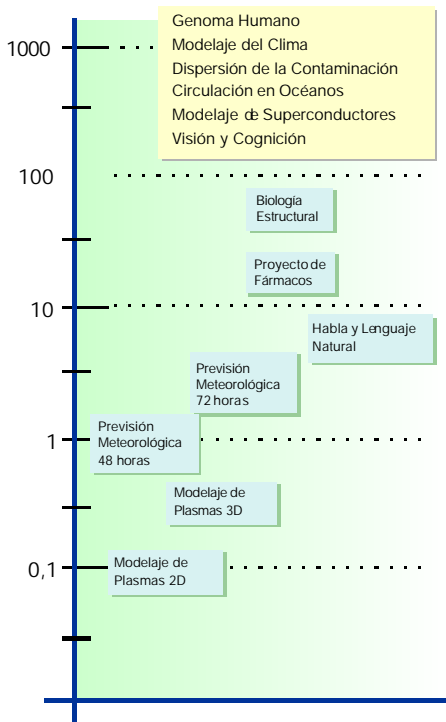 Genoma Humano
1000
Modelaje del Clima
Dispersión de la Contaminación
Circulación en Océanos
Modelaje de Superconductores
Visión y Cognición
100
Biología
Estructural
Proyecto de
Fármacos
10
Habla y Lenguaje
Natural
Previsión
Meteorológica
72 horas
Previsión
Meteorológica
48 horas
1
Modelaje de
Plasmas 3D
Modelaje de
Plasmas 2D
0,1